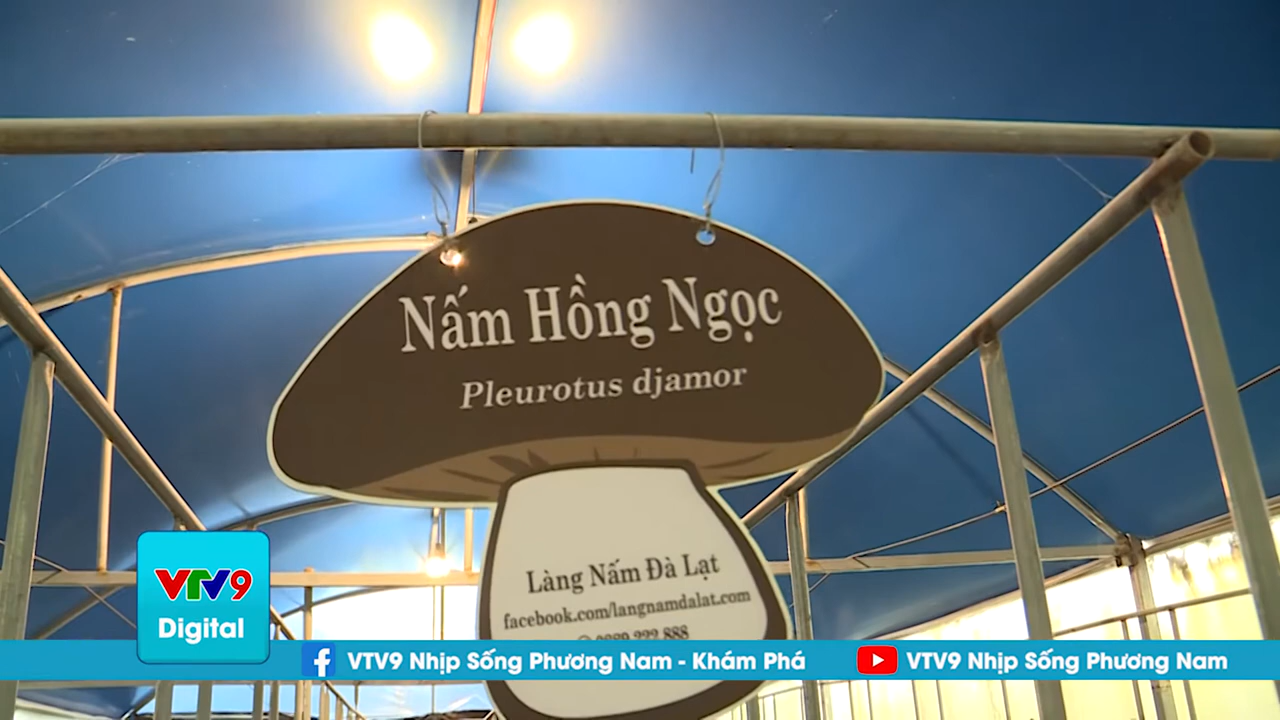 Nấm Hồng Ngọc
Pleurotus djamor
Làng Nấm Đà Lạt
facebook.com/langnamdalat.com
VTV9
Digital
VTV9 Nhịp Sống Phương Nam - Khám Phá
VTV9 Nhịp Sống Phương Nam